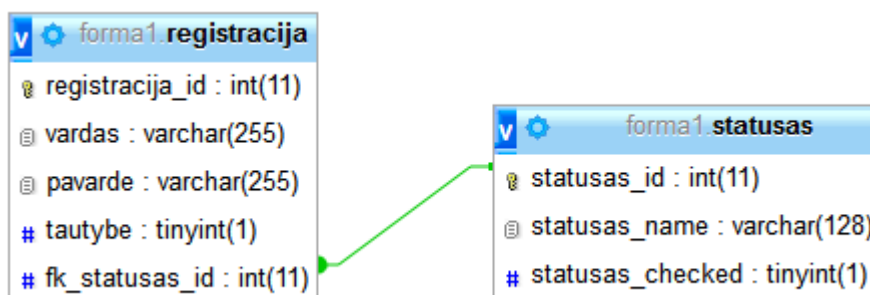 v forma1.registracija
registracija_id : int(11)
vardas : varchar(255)
pavarde : varchar(255)
# tautybe : tinyint(1)
# fk_statusas_id : int(11)
v forma1.statusas
statusas_id : int(11)
statusas_name : varchar(128)
# statusas_checked : tinyint(1)